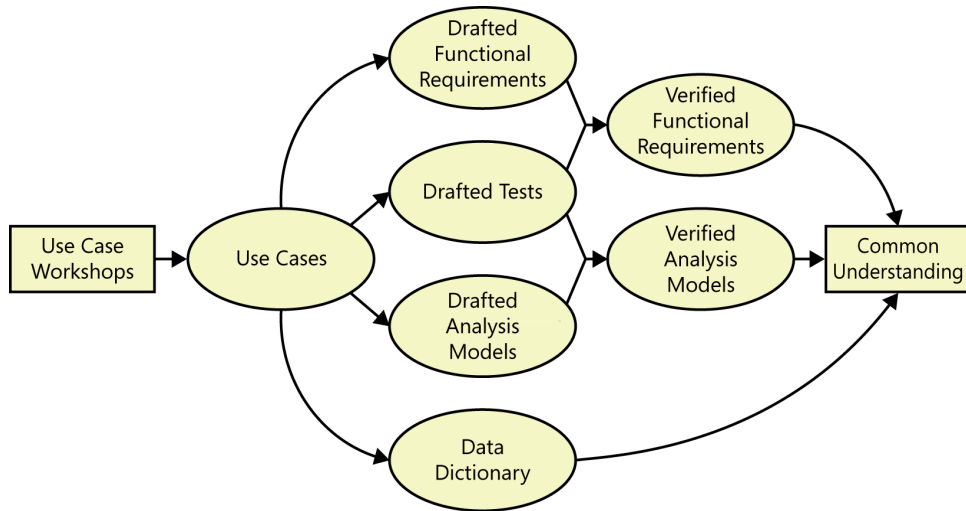 Drafted
Functional
Requirements
Verified
Functional
Requirements
Drafted Tests
Use Case
Workshops
Use Cases
Verified
Analysis
Models
Common
Understanding
Drafted
Analysis
Models
Data
Dictionary